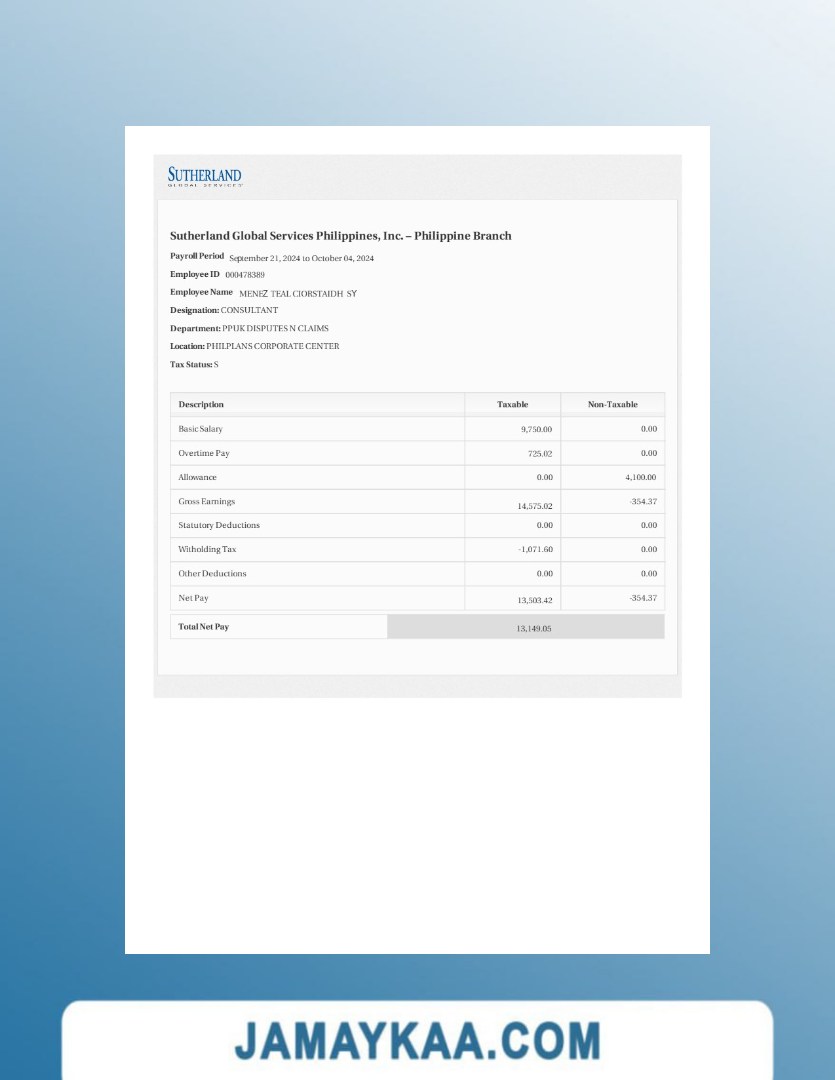 SUTHERLAND
GLOBAL SERVICES
Sutherland Global Services Philippines, Inc. – Philippine Branch
Payroll Period September 21, 2024 to October 04, 2024
Employee ID 000478389
Employee Name MENEZ TEAL CIORSTAIDH SY
Designation: CONSULTANT
Department: PPUK DISPUTES N CLAIMS
Location: PHILPLANS CORPORATE CENTER
Tax Status: S
Description Taxable Non-Taxable
Basic Salary 9,750.00 0.00
Overtime Pay 725.02 0.00
Allowance 0.00 4,100.00
Gross Earnings 14,575.02 -354.37
Statutory Deductions 0.00 0.00
Witholding Tax -1,071.60 0.00
Other Deductions 0.00 0.00
Net Pay 13,503.42 -354.37
Total Net Pay 13,149.05
JAMAYKAA.COM